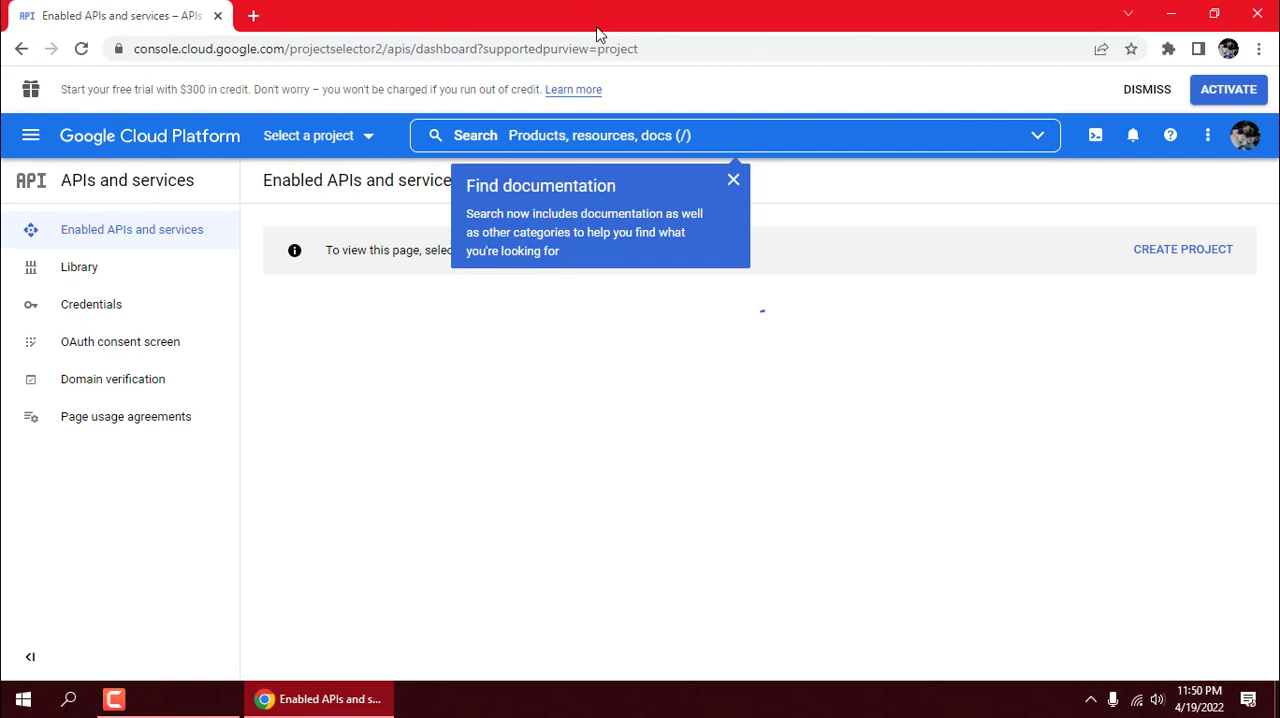 API Enabled APIs and services – APIs
console.cloud.google.com/projectselector2/apis/dashboard?supportedpurview=project
Start your free trial with $300 in credit. Don't worry – you won't be charged if you run out of credit. Learn more
DISMISS
ACTIVATE
Google Cloud Platform
Select a project
Search Products, resources, docs (/)
API APIs and services
Enabled APIs and service
Find documentation
Search now includes documentation as well
as other categories to help you find what
you're looking for
Enabled APIs and services
To view this page, selec
CREATE PROJECT
Library
Credentials
OAuth consent screen
Domain verification
Page usage agreements
Enabled APIs and s...
11:50 PM
4/19/2022